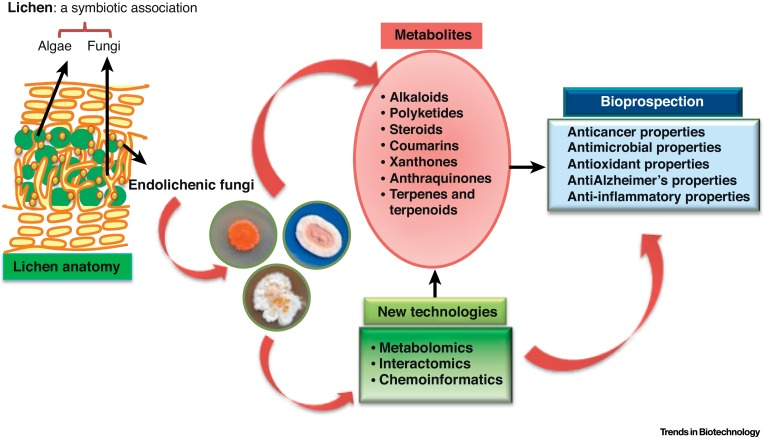 Lichen: a symbiotic association
Algae Fungi
Endolichenic fungi
Lichen anatomy
Metabolites
• Alkaloids
• Polyketides
• Steroids
• Coumarins
• Xanthones
• Anthraquinones
• Terpenes and
terpenoids
Bioprospection
Anticancer properties
Antimicrobial properties
Antioxidant properties
AntiAlzheimer's properties
Anti-inflammatory properties
New technologies
• Metabolomics
• Interactomics
• Chemoinformatics
Trends in Biotechnology